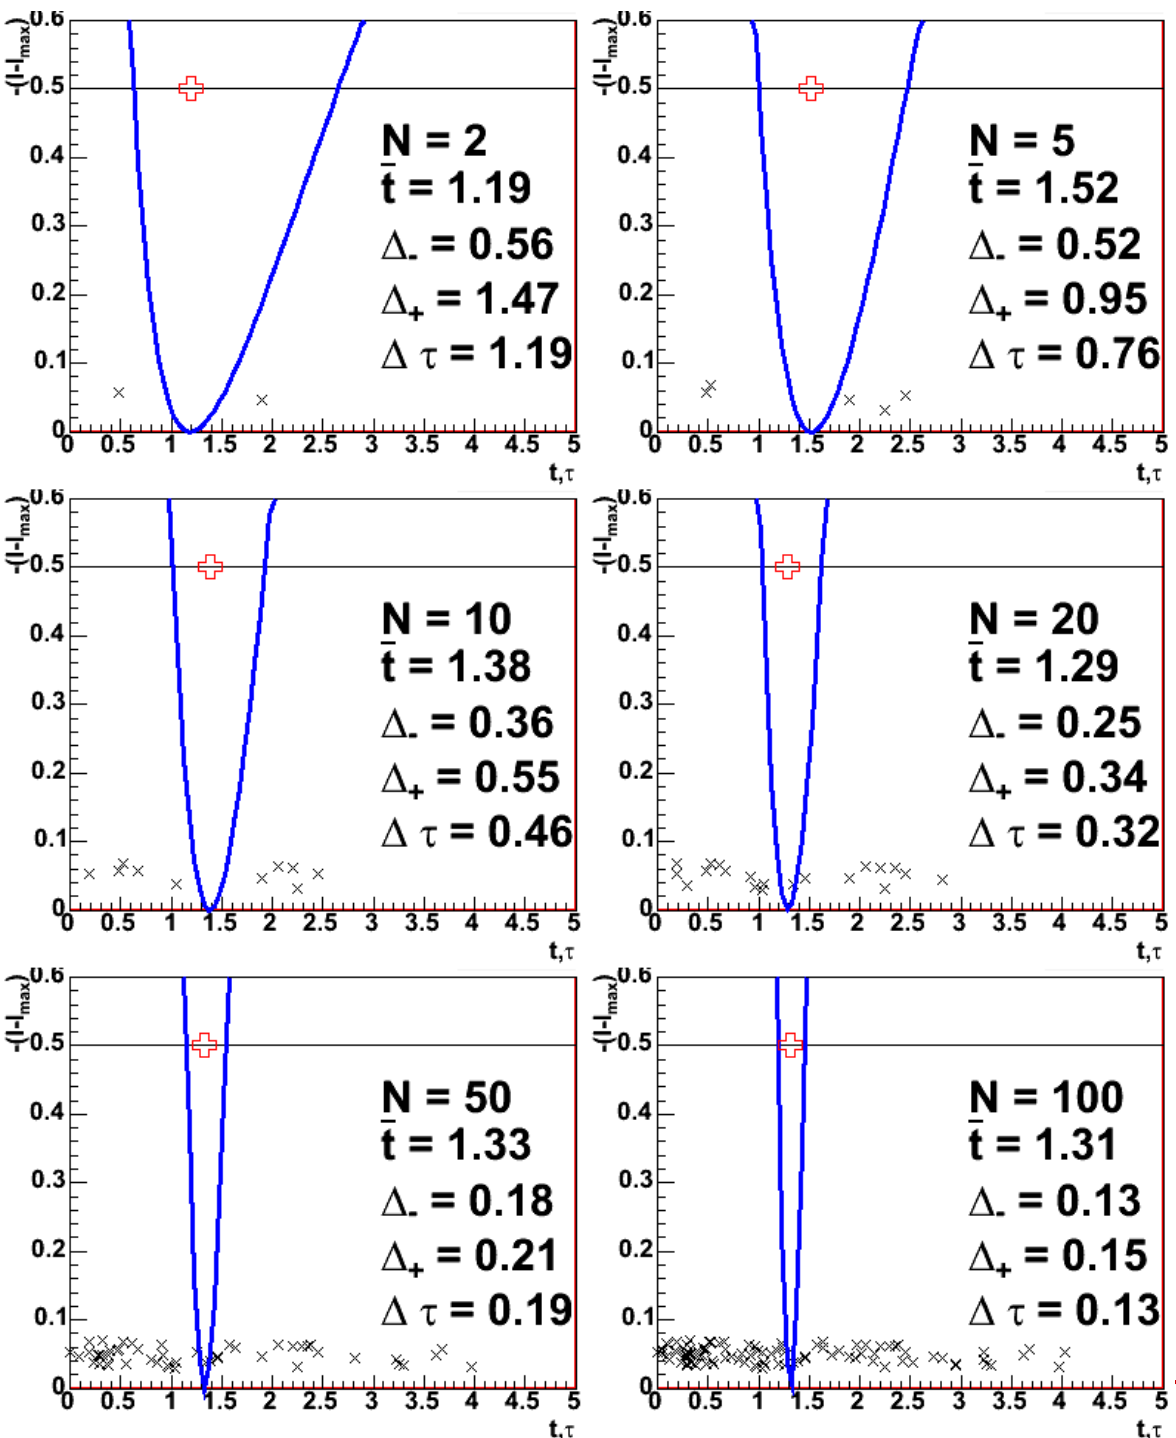 -(l-l_max)
0.6
0.5
0.4
0.3
0.2
0.1
0
0 0.5 1 1.5 2 2.5 3 3.5 4 4.5 5
t,τ
N = 2
t̅ = 1.19
Δ₋ = 0.56
Δ₊ = 1.47
Δ τ = 1.19
-(l-l_max)
0.6
0.5
0.4
0.3
0.2
0.1
0
0 0.5 1 1.5 2 2.5 3 3.5 4 4.5 5
t,τ
N = 5
t̅ = 1.52
Δ₋ = 0.52
Δ₊ = 0.95
Δ τ = 0.76
-(l-l_max)
0.6
0.5
0.4
0.3
0.2
0.1
0
0 0.5 1 1.5 2 2.5 3 3.5 4 4.5 5
t,τ
N = 10
t̅ = 1.38
Δ₋ = 0.36
Δ₊ = 0.55
Δ τ = 0.46
-(l-l_max)
0.6
0.5
0.4
0.3
0.2
0.1
0
0 0.5 1 1.5 2 2.5 3 3.5 4 4.5 5
t,τ
N = 20
t̅ = 1.29
Δ₋ = 0.25
Δ₊ = 0.34
Δ τ = 0.32
-(l-l_max)
0.6
0.5
0.4
0.3
0.2
0.1
0
0 0.5 1 1.5 2 2.5 3 3.5 4 4.5 5
t,τ
N = 50
t̅ = 1.33
Δ₋ = 0.18
Δ₊ = 0.21
Δ τ = 0.19
-(l-l_max)
0.6
0.5
0.4
0.3
0.2
0.1
0
0 0.5 1 1.5 2 2.5 3 3.5 4 4.5 5
t,τ
N = 100
t̅ = 1.31
Δ₋ = 0.13
Δ₊ = 0.15
Δ τ = 0.13